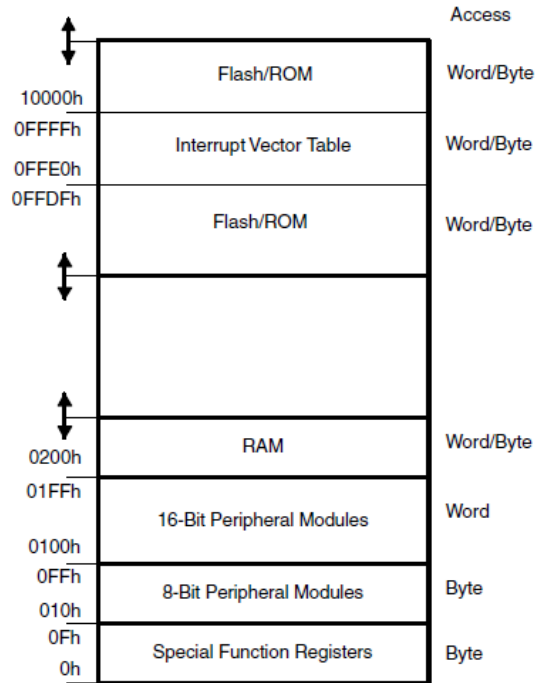 Access
Flash/ROM Word/Byte
10000h
0FFFFh
Interrupt Vector Table Word/Byte
0FFE0h
0FFDFh
Flash/ROM Word/Byte
RAM Word/Byte
0200h
01FFh
16-Bit Peripheral Modules Word
0100h
0FFh
8-Bit Peripheral Modules Byte
010h
0Fh
Special Function Registers Byte
0h